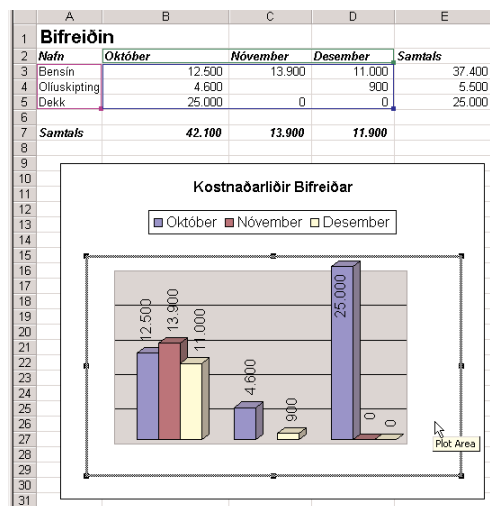 A B C D E
1 Bifreiðin
2 Nafn Október Nóvember Desember Samtals
3 Bensín 12.500 13.900 11.000 37.400
4 Olíuskipting 4.600 900 5.500
5 Dekk 25.000 0 0 25.000
6
7 Samtals 42.100 13.900 11.900
8
9
10
11
12
13
14
15
16
17
18
19
20
21
22
23
24
25
26
27
28
29
30
31
Kostnaðarliðir Bifreiðar
Október Nóvember Desember
12.500 13.900 11.000 4.600 900 25.000 0 0
Plot Area